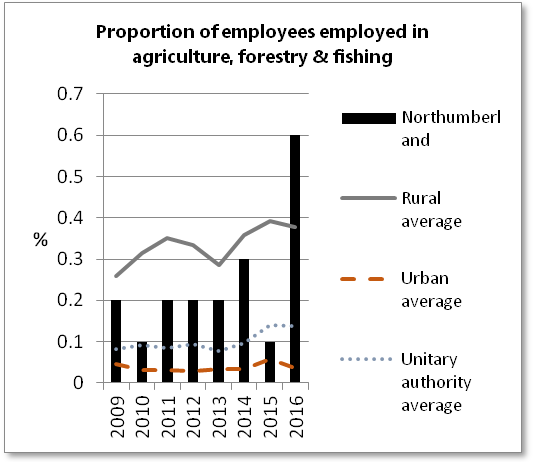 Proportion of employees employed in
agriculture, forestry & fishing
0.7
0.6
0.5
0.4
0.3
0.2
0.1
0
%
2009
2010
2011
2012
2013
2014
2015
2016
Northumberl
and
Rural
average
Urban
average
Unitary
authority
average